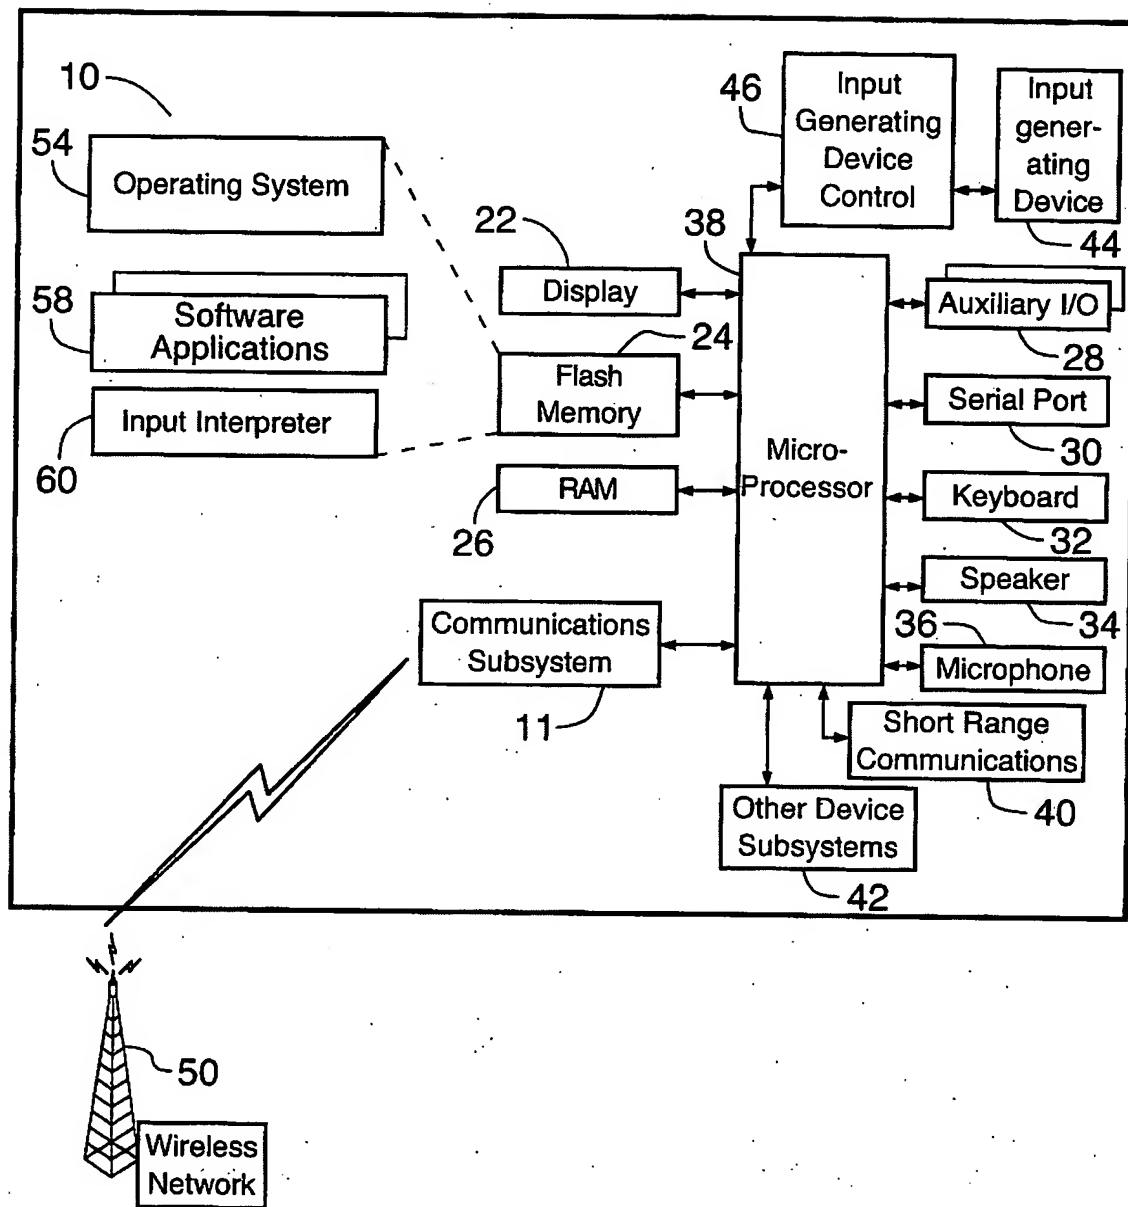 10
54
Operating System
58
Software
Applications
Input Interpreter
60
22
Display
24
Flash
Memory
RAM
26
Communications
Subsystem
11
38
Micro-
Processor
46
Input
Generating
Device
Control
Input
gener-
ating
Device
44
Auxiliary I/O
28
Serial Port
30
Keyboard
32
Speaker
34
36
Microphone
Short Range
Communications
40
Other Device
Subsystems
42
50
Wireless
Network